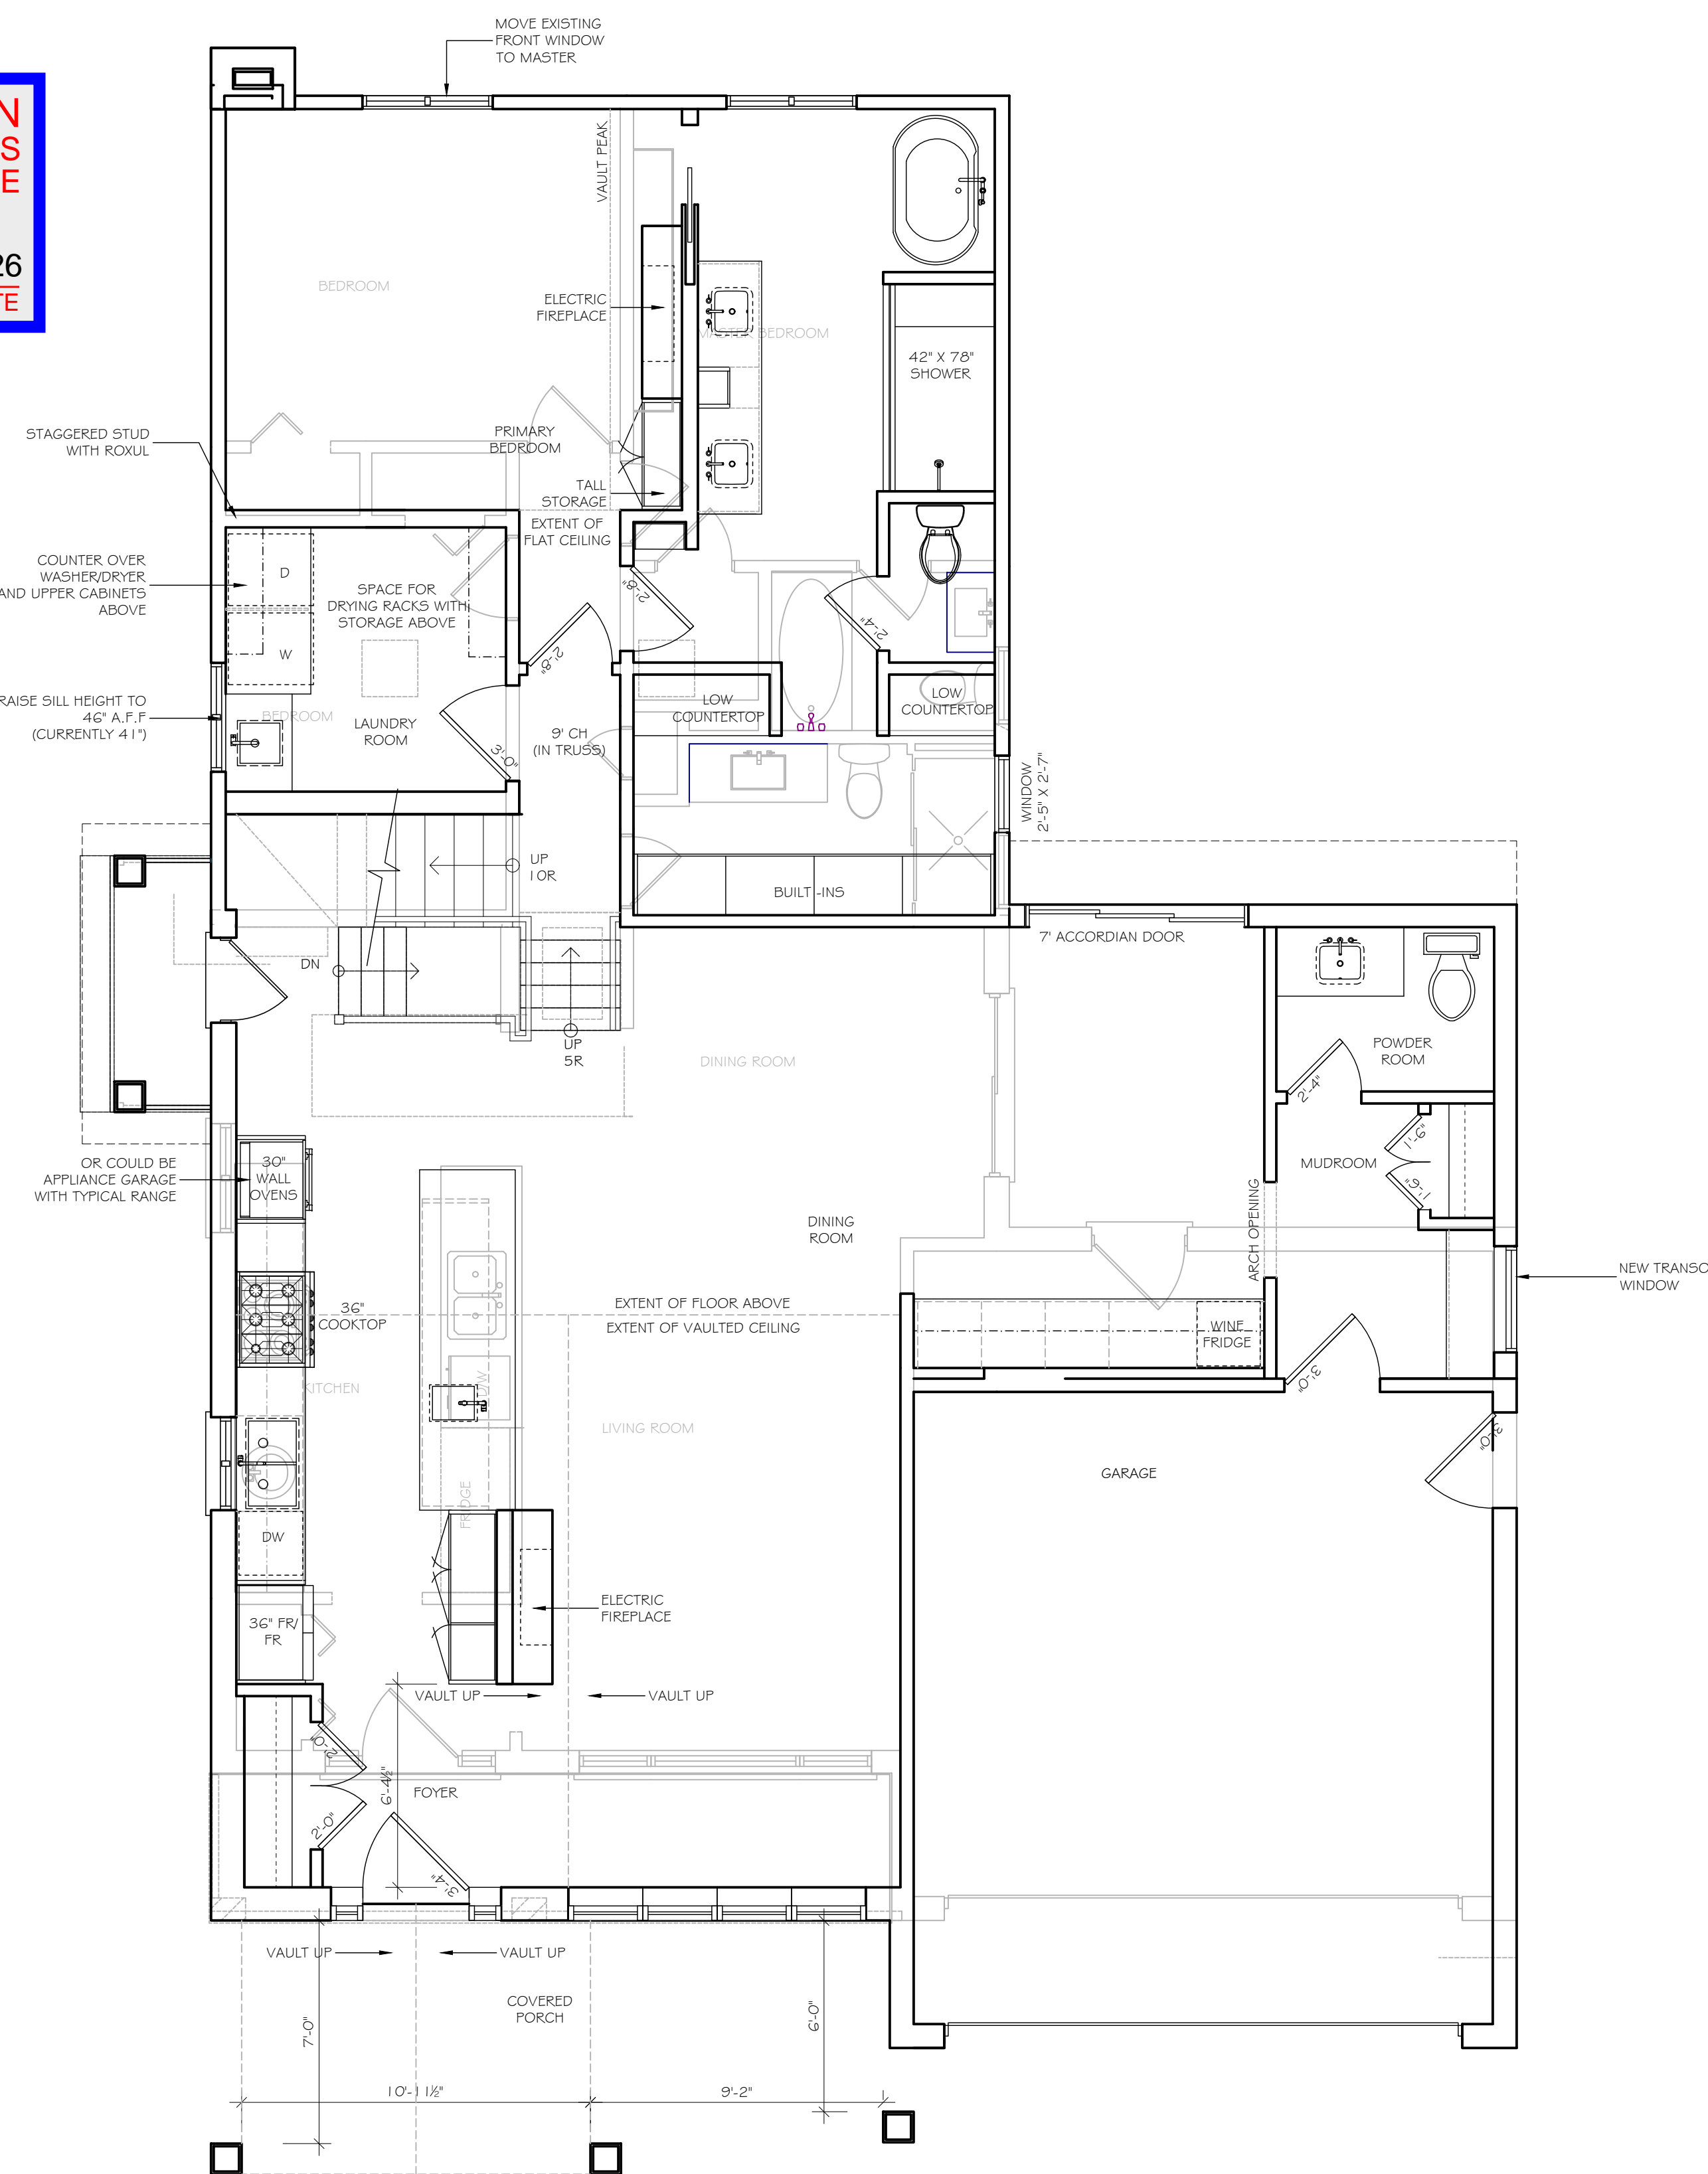 MOVE EXISTING
FRONT WINDOW
TO MASTER
N
S
E
26
TE
VAULT PEAK
BEDROOM
ELECTRIC
FIREPLACE
MASTER BEDROOM
42" X 78"
SHOWER
STAGGERED STUD
WITH ROXUL
PRIMARY
BEDROOM
TALL
STORAGE
EXTENT OF
FLAT CEILING
COUNTER OVER
WASHER/DRYER
AND UPPER CABINETS
ABOVE
D
SPACE FOR
DRYING RACKS WITH
STORAGE ABOVE
W
2'-8"
2'-8"
2'-4"
RAISE SILL HEIGHT TO
46" A.F.F
(CURRENTLY 41")
BEDROOM
LAUNDRY
ROOM
3'-0"
9' CH
(IN TRUSS)
LOW
COUNTERTOP
LOW
COUNTERTOP
WINDOW
2'-5" X 2'-7"
UP
10R
BUILT-INS
DN
7' ACCORDIAN DOOR
UP
5R
DINING ROOM
POWDER
ROOM
2'-4"
OR COULD BE
APPLIANCE GARAGE
WITH TYPICAL RANGE
30"
WALL
OVENS
MUDROOM
1'-6"
1'-6"
DINING
ROOM
ARCH OPENING
NEW TRANSO
WINDOW
36"
COOKTOP
EXTENT OF FLOOR ABOVE
EXTENT OF VAULTED CEILING
WINE
FRIDGE
3'-0"
KITCHEN
D/W
LIVING ROOM
3'-0"
GARAGE
FRIDGE
DW
36" FR/
FR
ELECTRIC
FIREPLACE
VAULT UP
VAULT UP
2'-0"
6'-4½"
FOYER
2'-0"
3'-4"
VAULT UP
VAULT UP
COVERED
PORCH
7'-0"
6'-0"
10'-11½"
9'-2"